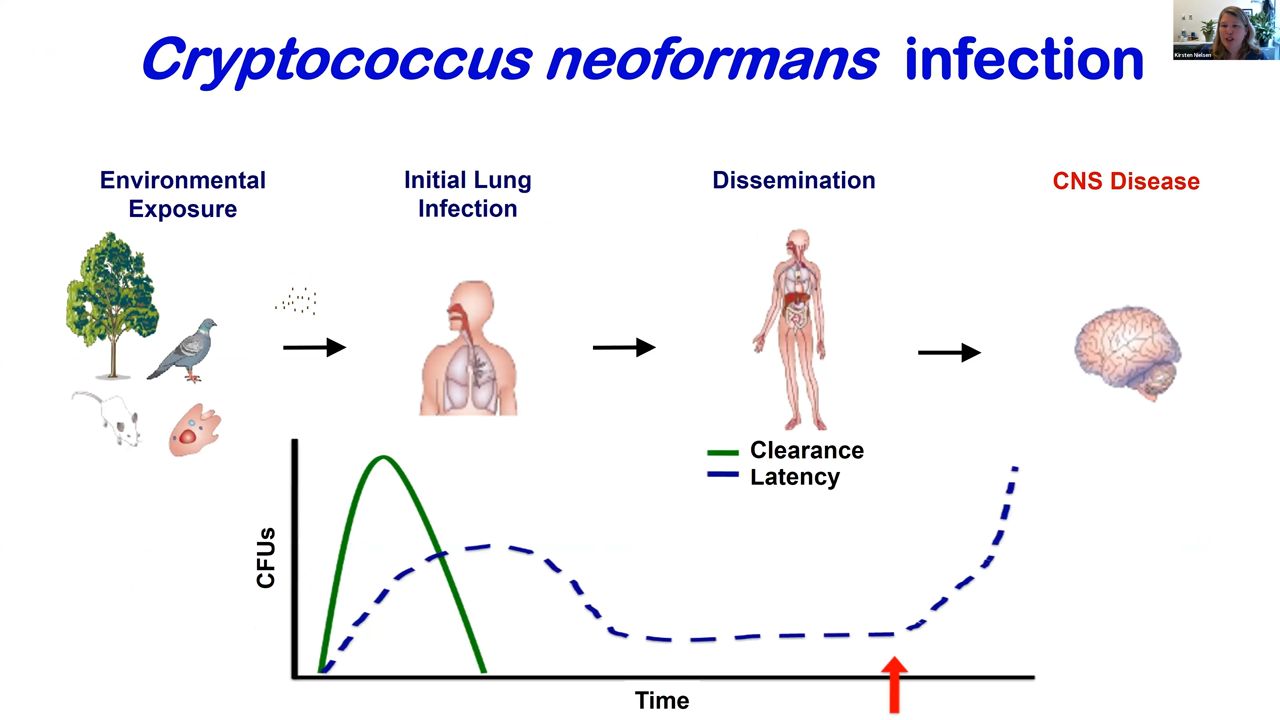 Cryptococcus neoformans infection
Kirsten Nielsen
Environmental
Exposure
Initial Lung
Infection
Dissemination
CNS Disease
Clearance
Latency
CFUs
Time